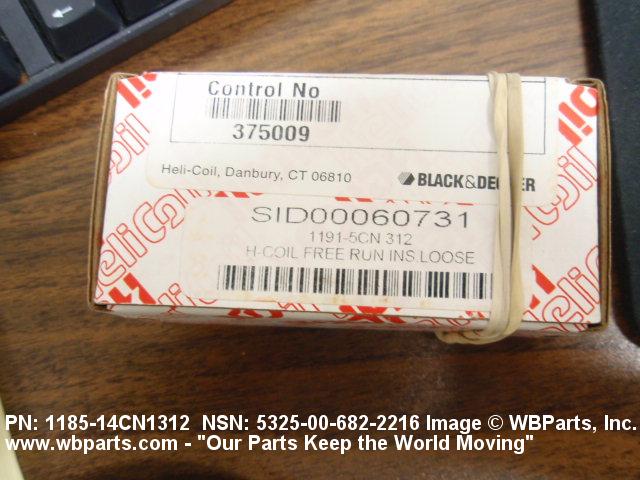 Control No
375009
Heli-Coil, Danbury, CT 06810
BLACK&DECKER
SID00060731
1191-5CN 312
H-COIL FREE RUN INS LOOSE
HeliCoil
PN: 1185-14CN1312 NSN: 5325-00-682-2216 Image © WBParts, Inc.
www.wbparts.com - "Our Parts Keep the World Moving"